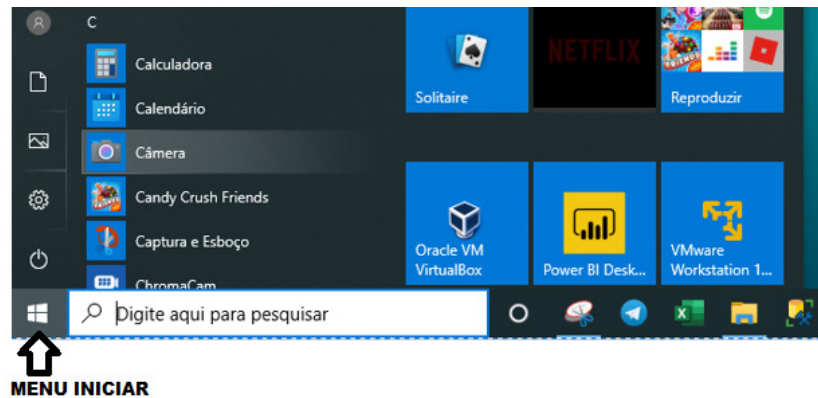 C
Calculadora
Calendário
Câmera
Candy Crush Friends
Captura e Esboço
ChromaCam
Solitaire
NETFLIX
Reproduzir
Oracle VM
VirtualBox
Power BI Desk...
VMware
Workstation 1...
Digite aqui para pesquisar
MENU INICIAR